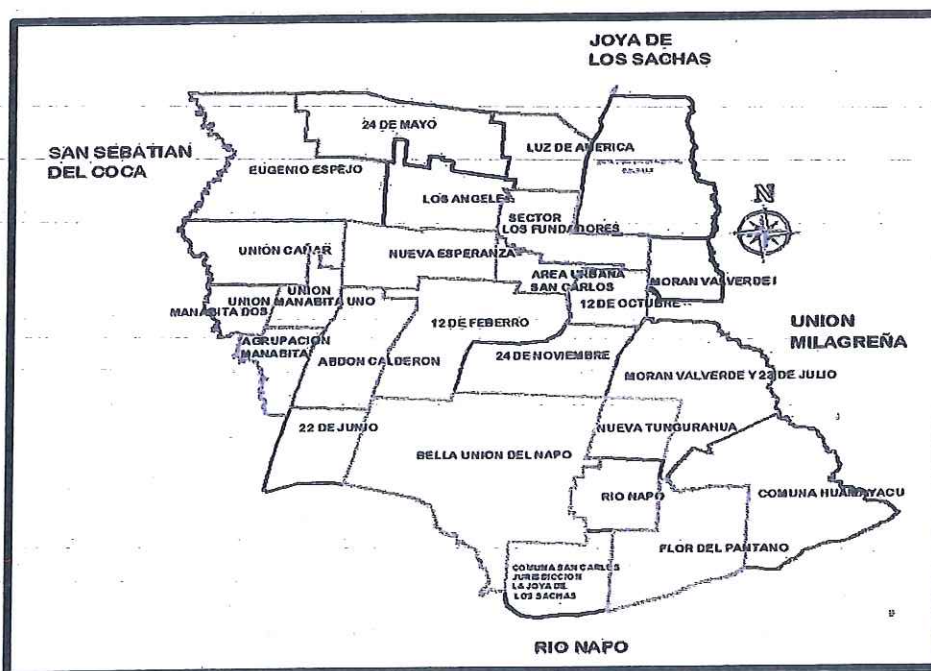 JOYA DE
LOS SACHAS
24 DE MAYO
LUZ DE AMERICA
SAN SEBATIAN
DEL COCA
EUGENIO ESPEJO
LOS ANGELES
N
SECTOR
LOS FUNDADORES
UNIÓN CAÑAR
NUEVA ESPERANZA
AREA URBANA
SAN CARLOS
MORAN VALVERDE I
UNION
MANABITA UNO
MANABITA DOS
12 DE OCTUBRE
12 DE FEBERRO
UNION
MILAGREÑA
AGRUPACION
MANABITA
ABDON CALDERON
24 DE NOVIEMBRE
MORAN VALVERDE Y 23 DE JULIO
22 DE JUNIO
NUEVA TUNGURAHUA
BELLA UNION DEL NAPO
RIO NAPO
COMUNA HUAMAYACU
FLOR DEL PANTANO
COMUNA SAN CARLOS
JURISDICCION
LA JOYA DE
LOS SACHAS
RIO NAPO